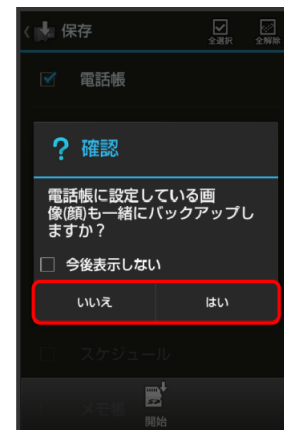 保存
全選択
全解除
電話帳
? 確認
電話帳に設定している画
像(顔)も一緒にバックアップし
ますか？
今後表示しない
いいえ
はい
スケジュール
メモ帳
開始